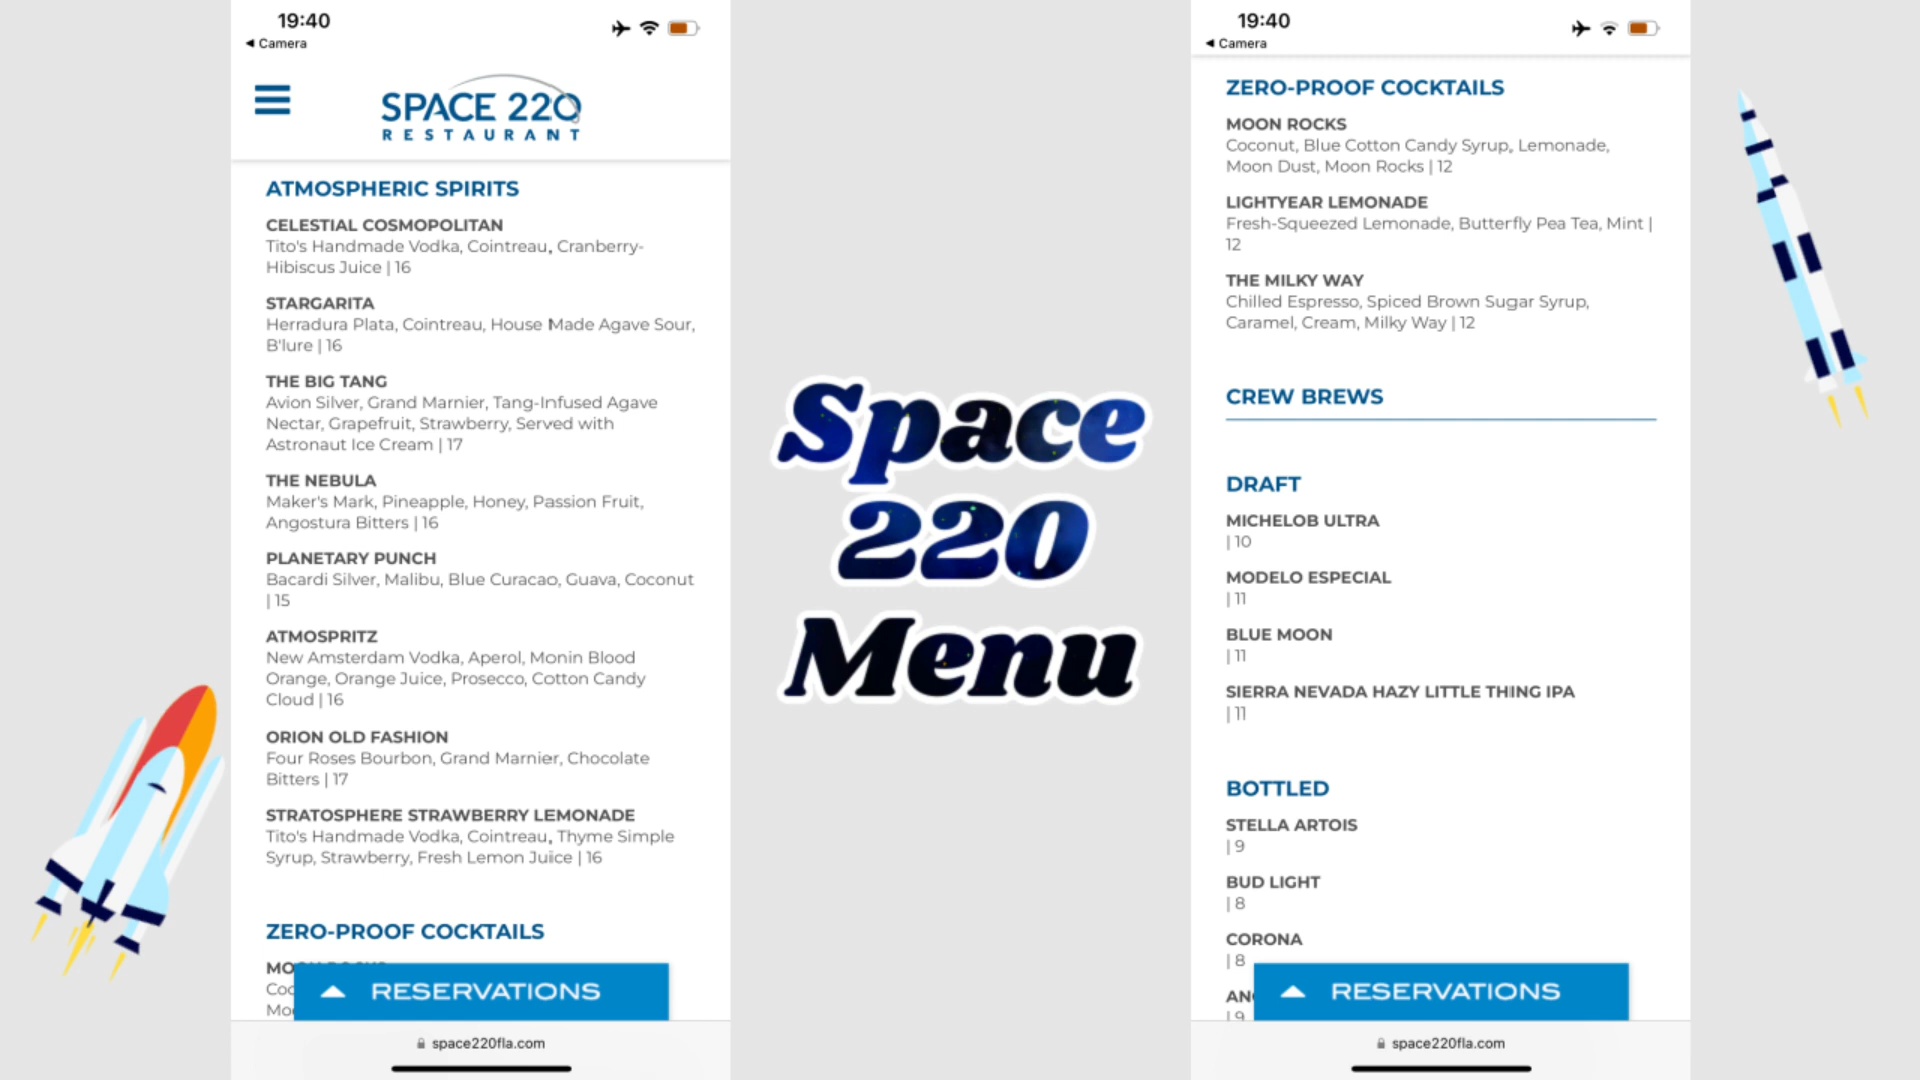 19:40
◄ Camera
SPACE 220
RESTAURANT
ATMOSPHERIC SPIRITS
CELESTIAL COSMOPOLITAN
Tito's Handmade Vodka, Cointreau, Cranberry-
Hibiscus Juice | 16
STARGARITA
Herradura Plata, Cointreau, House Made Agave Sour,
B'lure | 16
THE BIG TANG
Avion Silver, Grand Marnier, Tang-Infused Agave
Nectar, Grapefruit, Strawberry, Served with
Astronaut Ice Cream | 17
THE NEBULA
Maker's Mark, Pineapple, Honey, Passion Fruit,
Angostura Bitters | 16
PLANETARY PUNCH
Bacardi Silver, Malibu, Blue Curacao, Guava, Coconut
| 15
ATMOSPRITZ
New Amsterdam Vodka, Aperol, Monin Blood
Orange, Orange Juice, Prosecco, Cotton Candy
Cloud | 16
ORION OLD FASHION
Four Roses Bourbon, Grand Marnier, Chocolate
Bitters | 17
STRATOSPHERE STRAWBERRY LEMONADE
Tito's Handmade Vodka, Cointreau, Thyme Simple
Syrup, Strawberry, Fresh Lemon Juice | 16
ZERO-PROOF COCKTAILS
RESERVATIONS
space220fla.com
Space
220
Menu
19:40
◄ Camera
ZERO-PROOF COCKTAILS
MOON ROCKS
Coconut, Blue Cotton Candy Syrup, Lemonade,
Moon Dust, Moon Rocks | 12
LIGHTYEAR LEMONADE
Fresh-Squeezed Lemonade, Butterfly Pea Tea, Mint |
12
THE MILKY WAY
Chilled Espresso, Spiced Brown Sugar Syrup,
Caramel, Cream, Milky Way | 12
CREW BREWS
DRAFT
MICHELOB ULTRA
| 10
MODELO ESPECIAL
| 11
BLUE MOON
| 11
SIERRA NEVADA HAZY LITTLE THING IPA
| 11
BOTTLED
STELLA ARTOIS
| 9
BUD LIGHT
| 8
CORONA
| 8
| 9
RESERVATIONS
space220fla.com